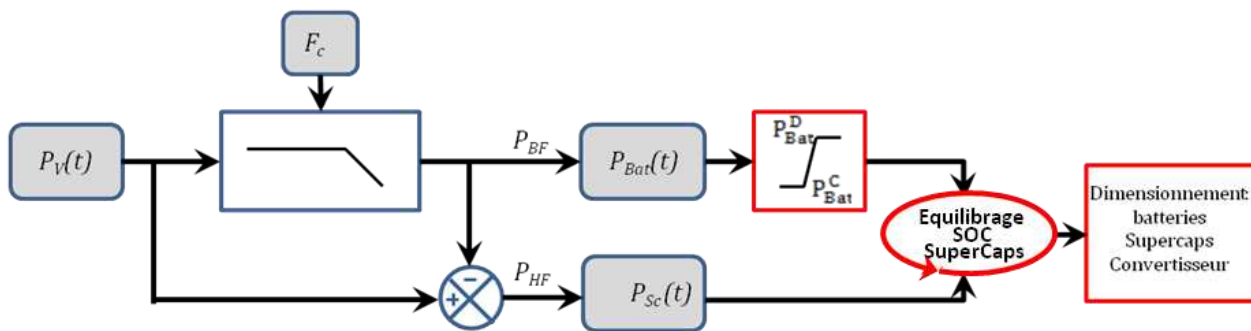 F_c
P_V(t)
P_BF
P_Bat(t)
P^D_Bat
P^C_Bat
Equilibrage
SOC
SuperCaps
Dimensionnement:
batteries
Supercaps
Convertisseur
−
+
P_HF
P_Sc(t)